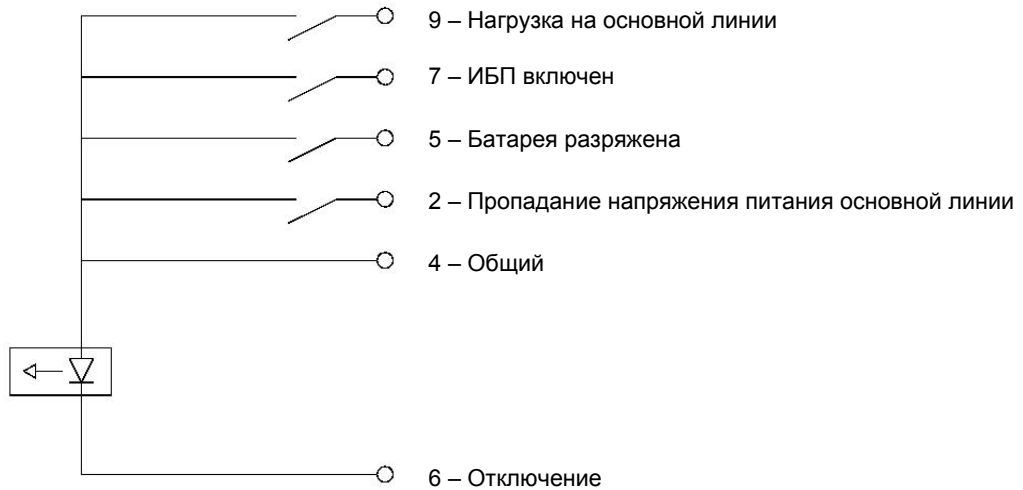 9 – Нагрузка на основной линии
7 – ИБП включен
5 – Батарея разряжена
2 – Пропадание напряжения питания основной линии
4 – Общий
6 – Отключение